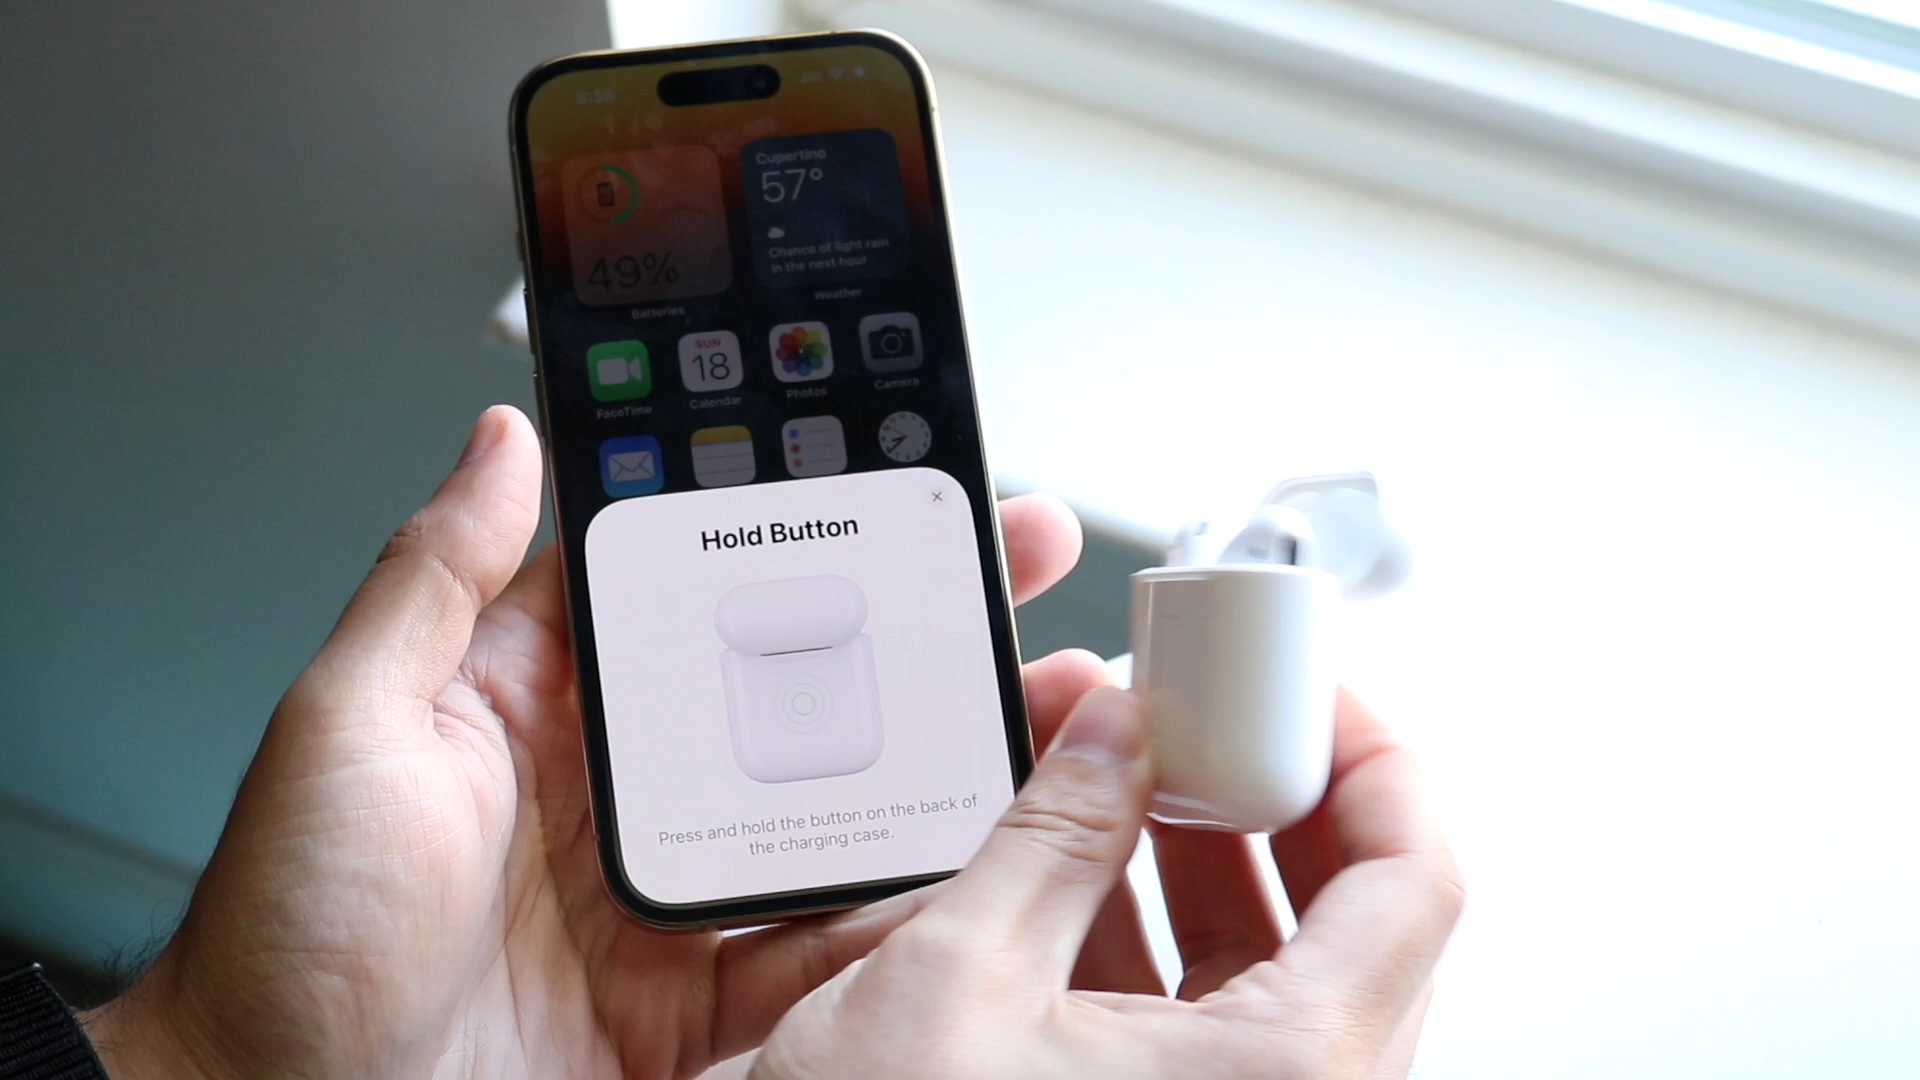 Cupertino
57°
Chance of light rain
in the next hour
49%
Batteries
Weather
SUN
18
FaceTime
Calendar
Photos
Camera
Hold Button
Press and hold the button on the back of
the charging case.